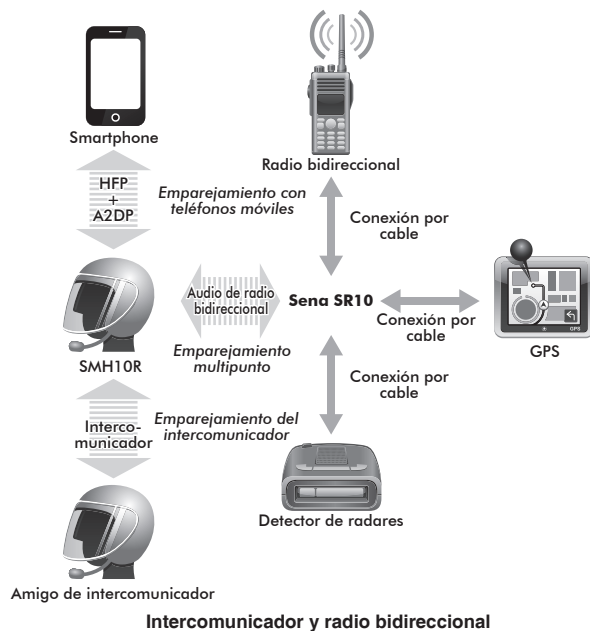 Smartphone
Radio bidireccional
HFP
+
A2DP
Emparejamiento con
teléfonos móviles
Conexión por
cable
Audio de radio
bidireccional
Sena SR10
Conexión por
cable
GPS
GPS
SMH10R
Emparejamiento
multipunto
Conexión por
cable
Interco-
municador
Emparejamiento del
intercomunicador
Detector de radares
Amigo de intercomunicador
Intercomunicador y radio bidireccional